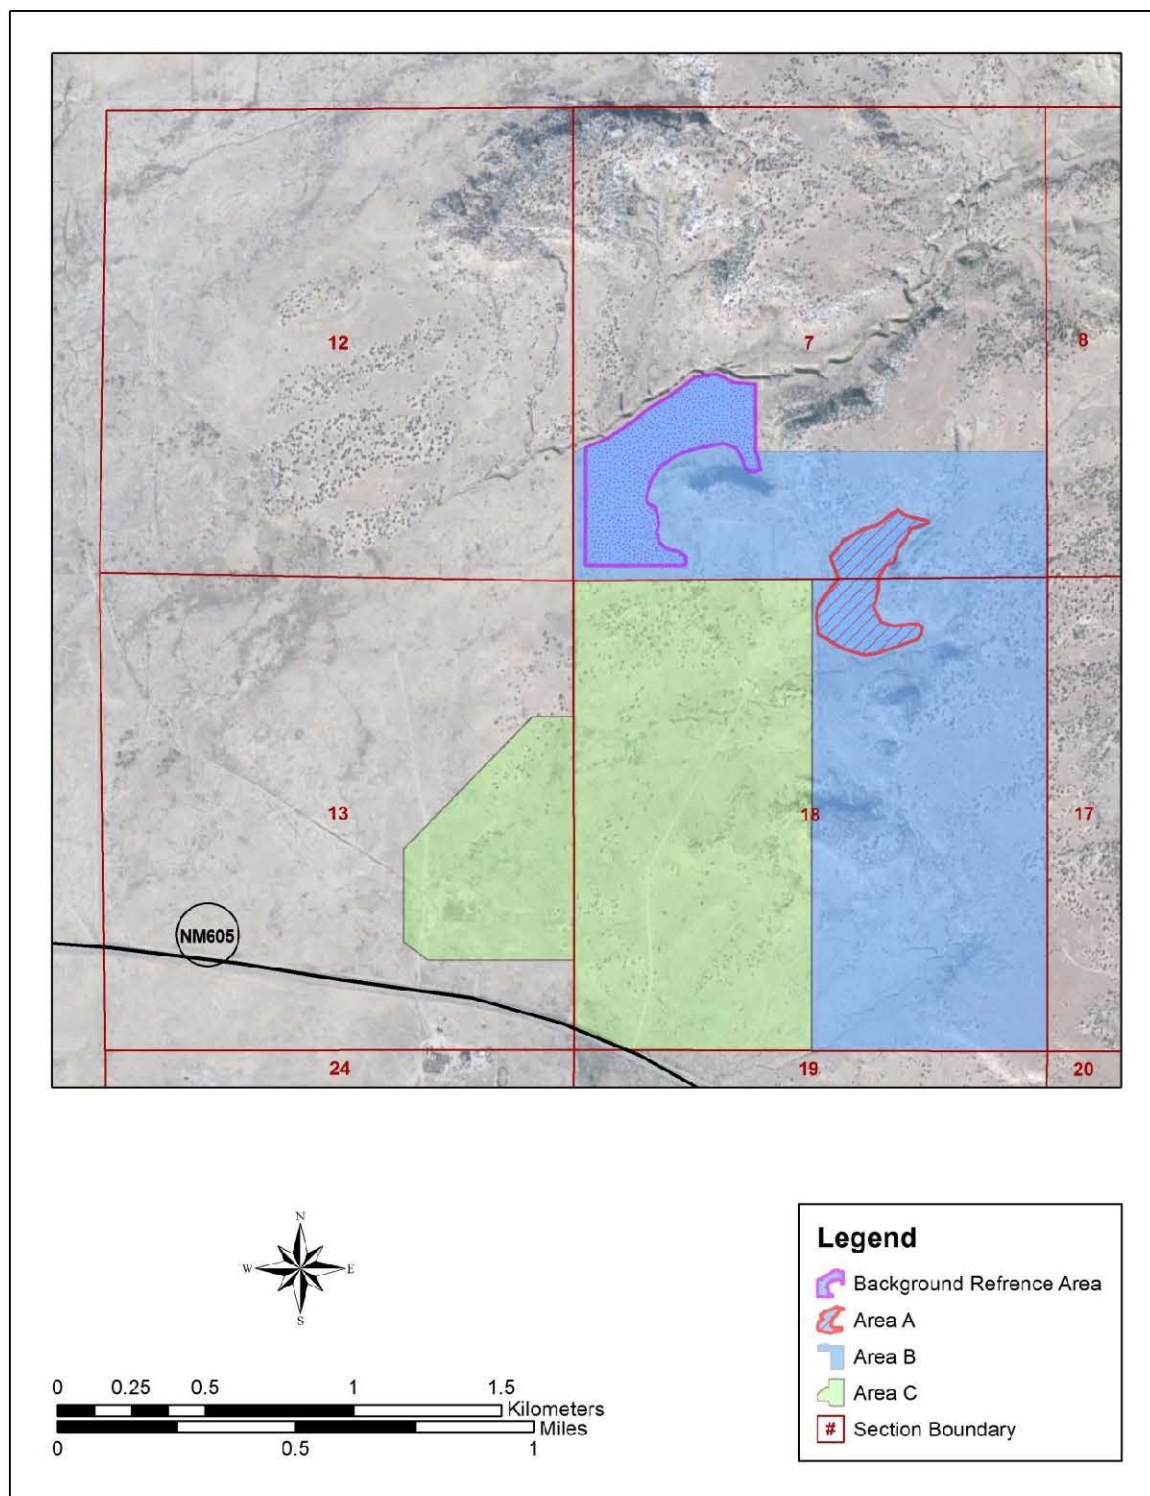 12
7
8
13
18
17
NM605
24
19
20
N
W E
S
0 0.25 0.5 1 1.5
Kilometers
Miles
0 0.5 1
Legend
Background Refrence Area
Area A
Area B
Area C
# Section Boundary